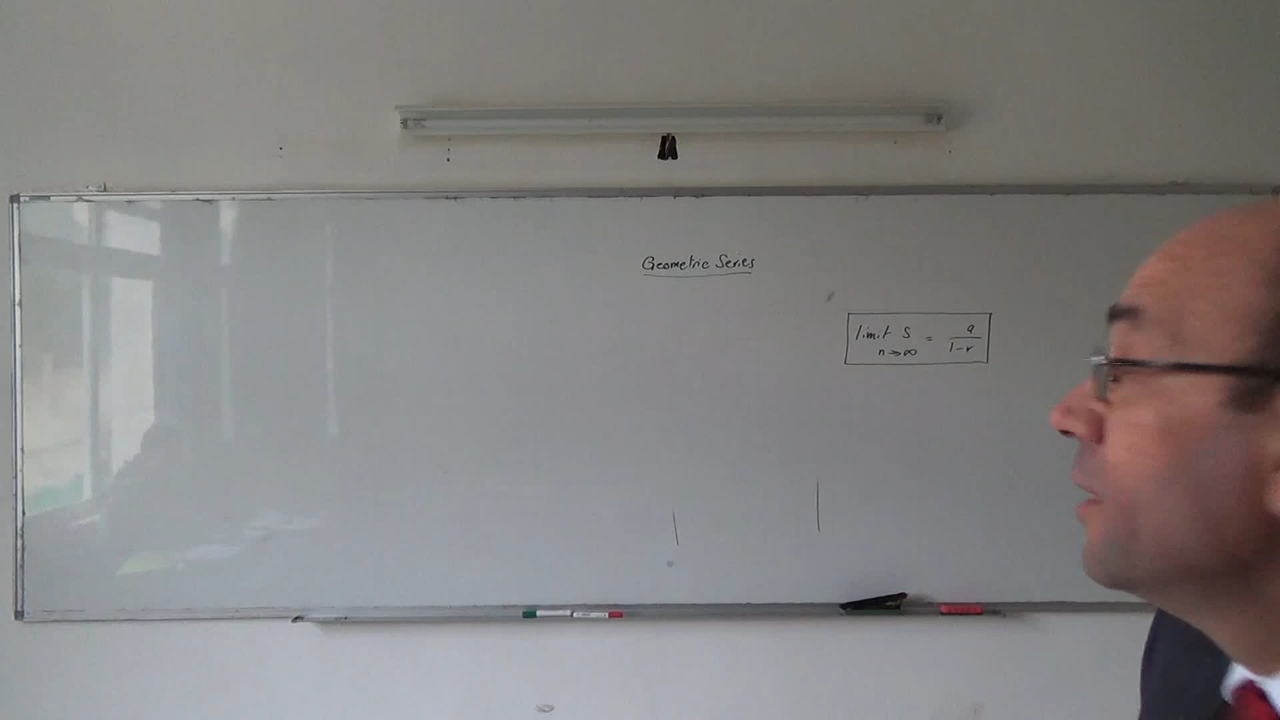 Geometric Series
limit S = a/1-r
n→∞